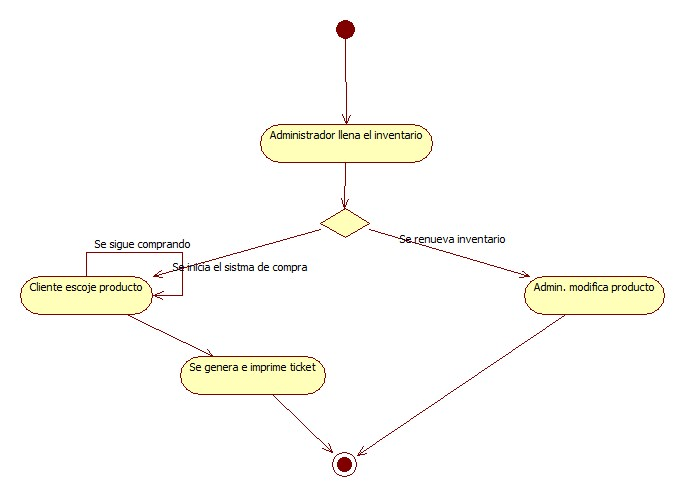 Administrador llena el inventario
Se renueva inventario
Se sigue comprando
Se inicia el sistma de compra
Cliente escoje producto
Admin. modifica producto
Se genera e imprime ticket